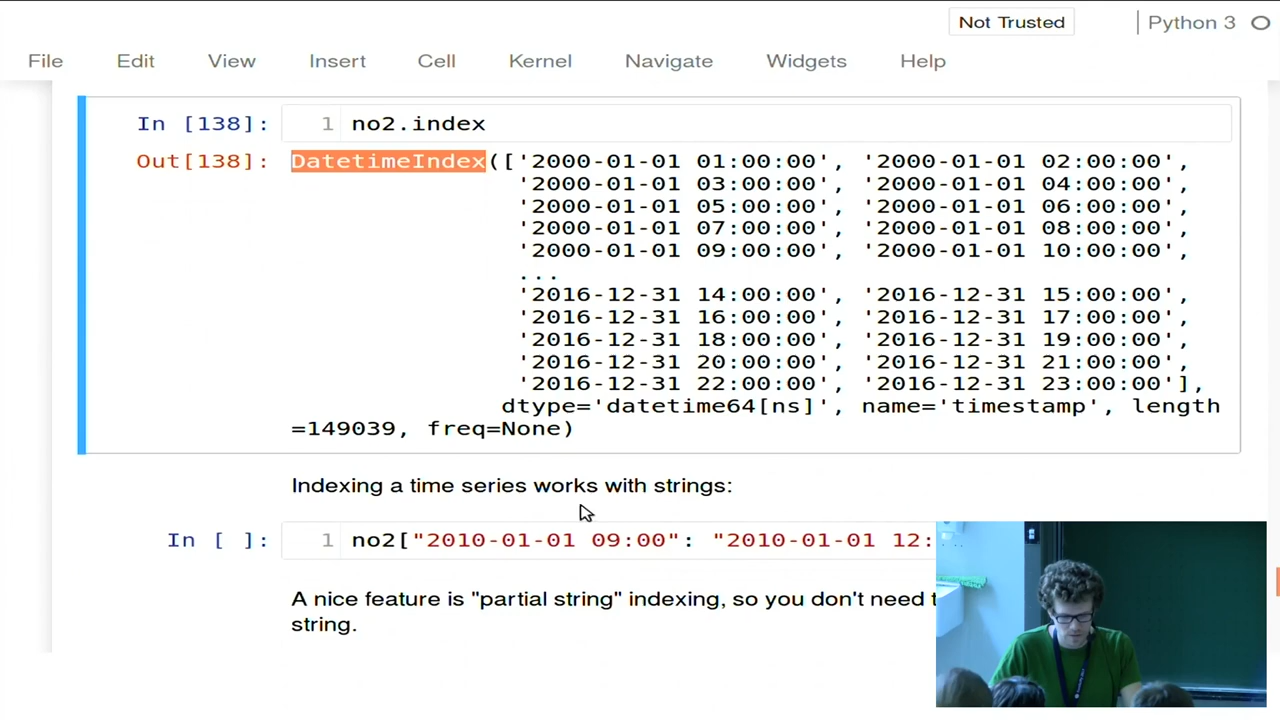 Not Trusted
Python 3
File Edit View Insert Cell Kernel Navigate Widgets Help
In [138]: 1 no2.index
Out[138]: DatetimeIndex(['2000-01-01 01:00:00', '2000-01-01 02:00:00',
'2000-01-01 03:00:00', '2000-01-01 04:00:00',
'2000-01-01 05:00:00', '2000-01-01 06:00:00',
'2000-01-01 07:00:00', '2000-01-01 08:00:00',
'2000-01-01 09:00:00', '2000-01-01 10:00:00',
...
'2016-12-31 14:00:00', '2016-12-31 15:00:00',
'2016-12-31 16:00:00', '2016-12-31 17:00:00',
'2016-12-31 18:00:00', '2016-12-31 19:00:00',
'2016-12-31 20:00:00', '2016-12-31 21:00:00',
'2016-12-31 22:00:00', '2016-12-31 23:00:00'],
dtype='datetime64[ns]', name='timestamp', length
=149039, freq=None)
Indexing a time series works with strings:
In [ ]: 1 no2["2010-01-01 09:00": "2010-01-01 12:
A nice feature is "partial string" indexing, so you don't need
string.